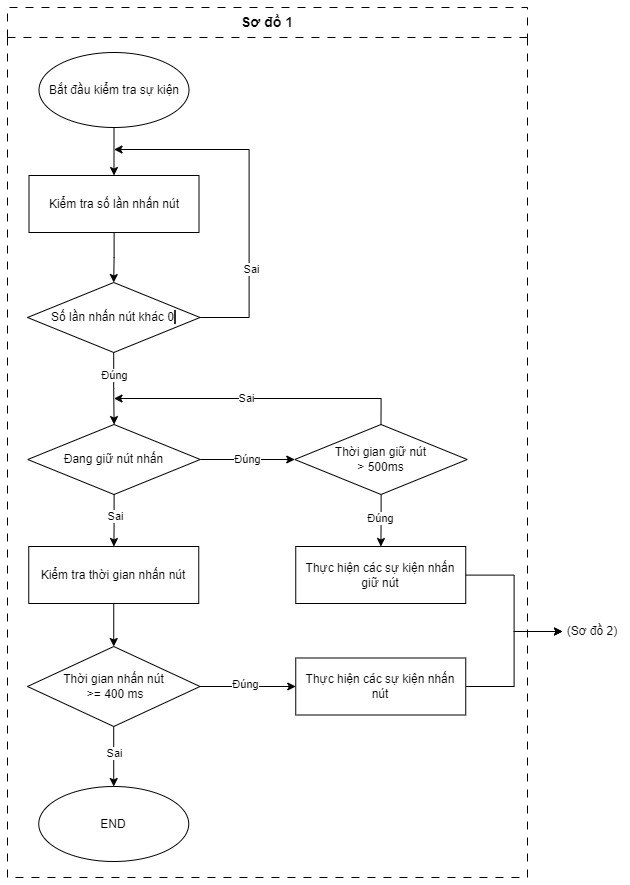 Sơ đồ 1
Bắt đầu kiểm tra sự kiện
Kiểm tra số lần nhấn nút
Sai
Số lần nhấn nút khác 0
Đúng
Sai
Đang giữ nút nhấn
Đúng
Thời gian giữ nút
> 500ms
Sai
Đúng
Kiểm tra thời gian nhấn nút
Thực hiện các sự kiện nhấn
giữ nút
(Sơ đồ 2)
Thời gian nhấn nút
>= 400 ms
Đúng
Thực hiện các sự kiện nhấn
nút
Sai
END